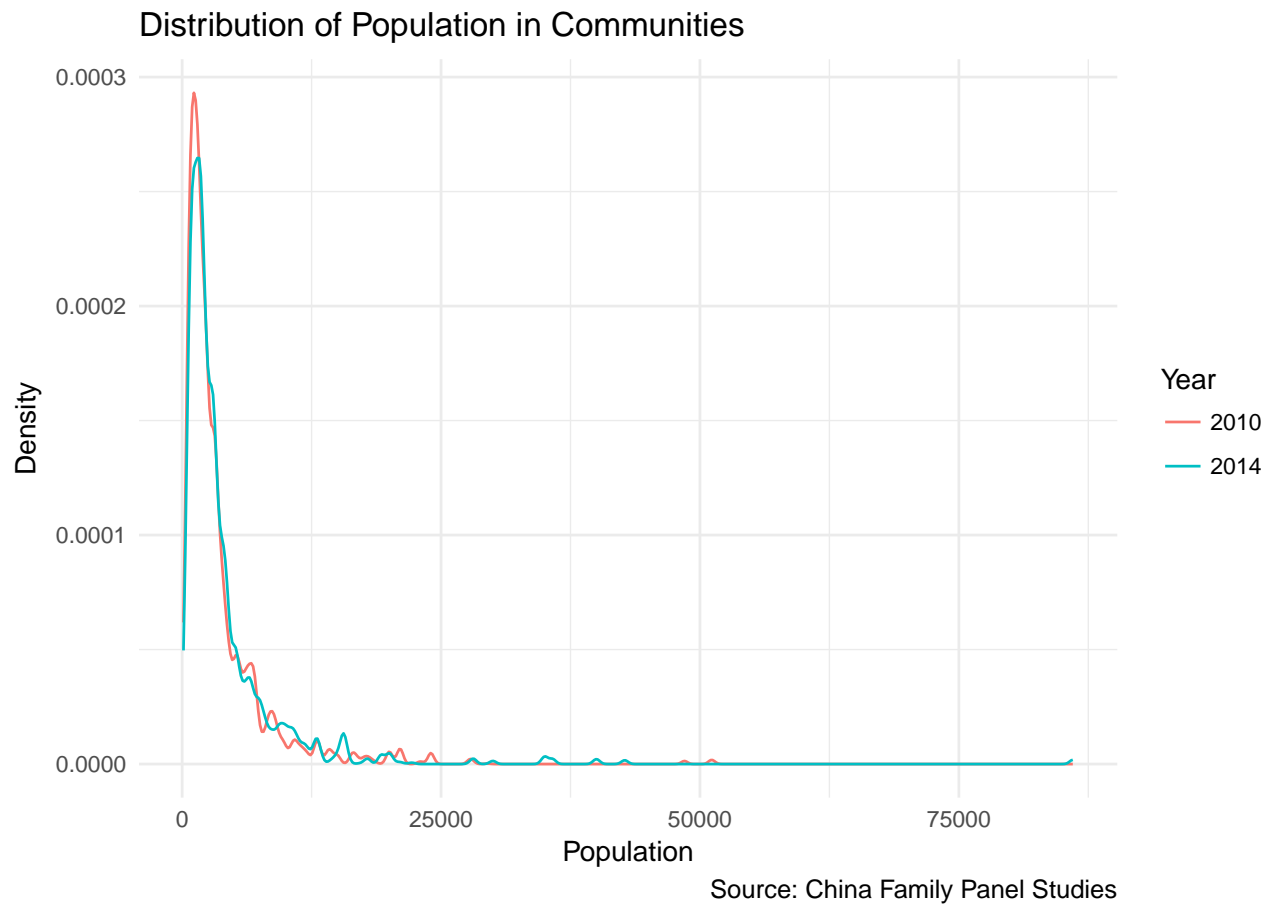 Distribution of Population in Communities
0.0003
0.0002
0.0001
0.0000
Density
0
25000
50000
75000
Population
Year
2010
2014
Source: China Family Panel Studies